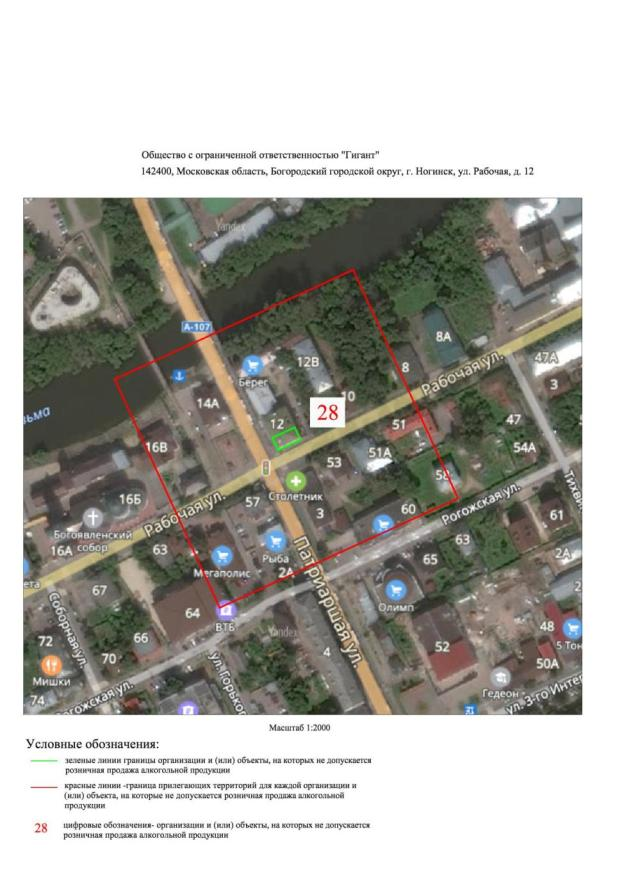 Общество с ограниченной ответственностью "Гигант"
142400, Московская область, Богородский городской округ, г. Ногинск, ул. Рабочая, д. 12
Yandex
А-107
8А
47А
Берег
12В
8
Рабочая ул.
3
14А
10
28
12
51
47
16В
53
51А
54А
58
Столетник
16Б
57
3
60
Рогожская ул.
Богоявленский
собор
Рабочая ул.
61
16А
63
Рыба
63
2А
Мегаполис
2А
65
67
Патриаршая ул.
Олимп
64
Соборная ул.
ВТБ
48
72
66
Yandex
5
52
70
4
50А
Мишки
Гедеон
74
Масштаб 1:2000
Условные обозначения:
зеленые линии границы организации и (или) объекты, на которых не допускается
розничная продажа алкогольной продукции
красные линии -граница прилегающих территорий для каждой организации и
(или) объекта, на которые не допускается розничная продажа алкогольной
продукции
28
цифровые обозначения- организации и (или) объекты, на которых не допускается
розничная продажа алкогольной продукции